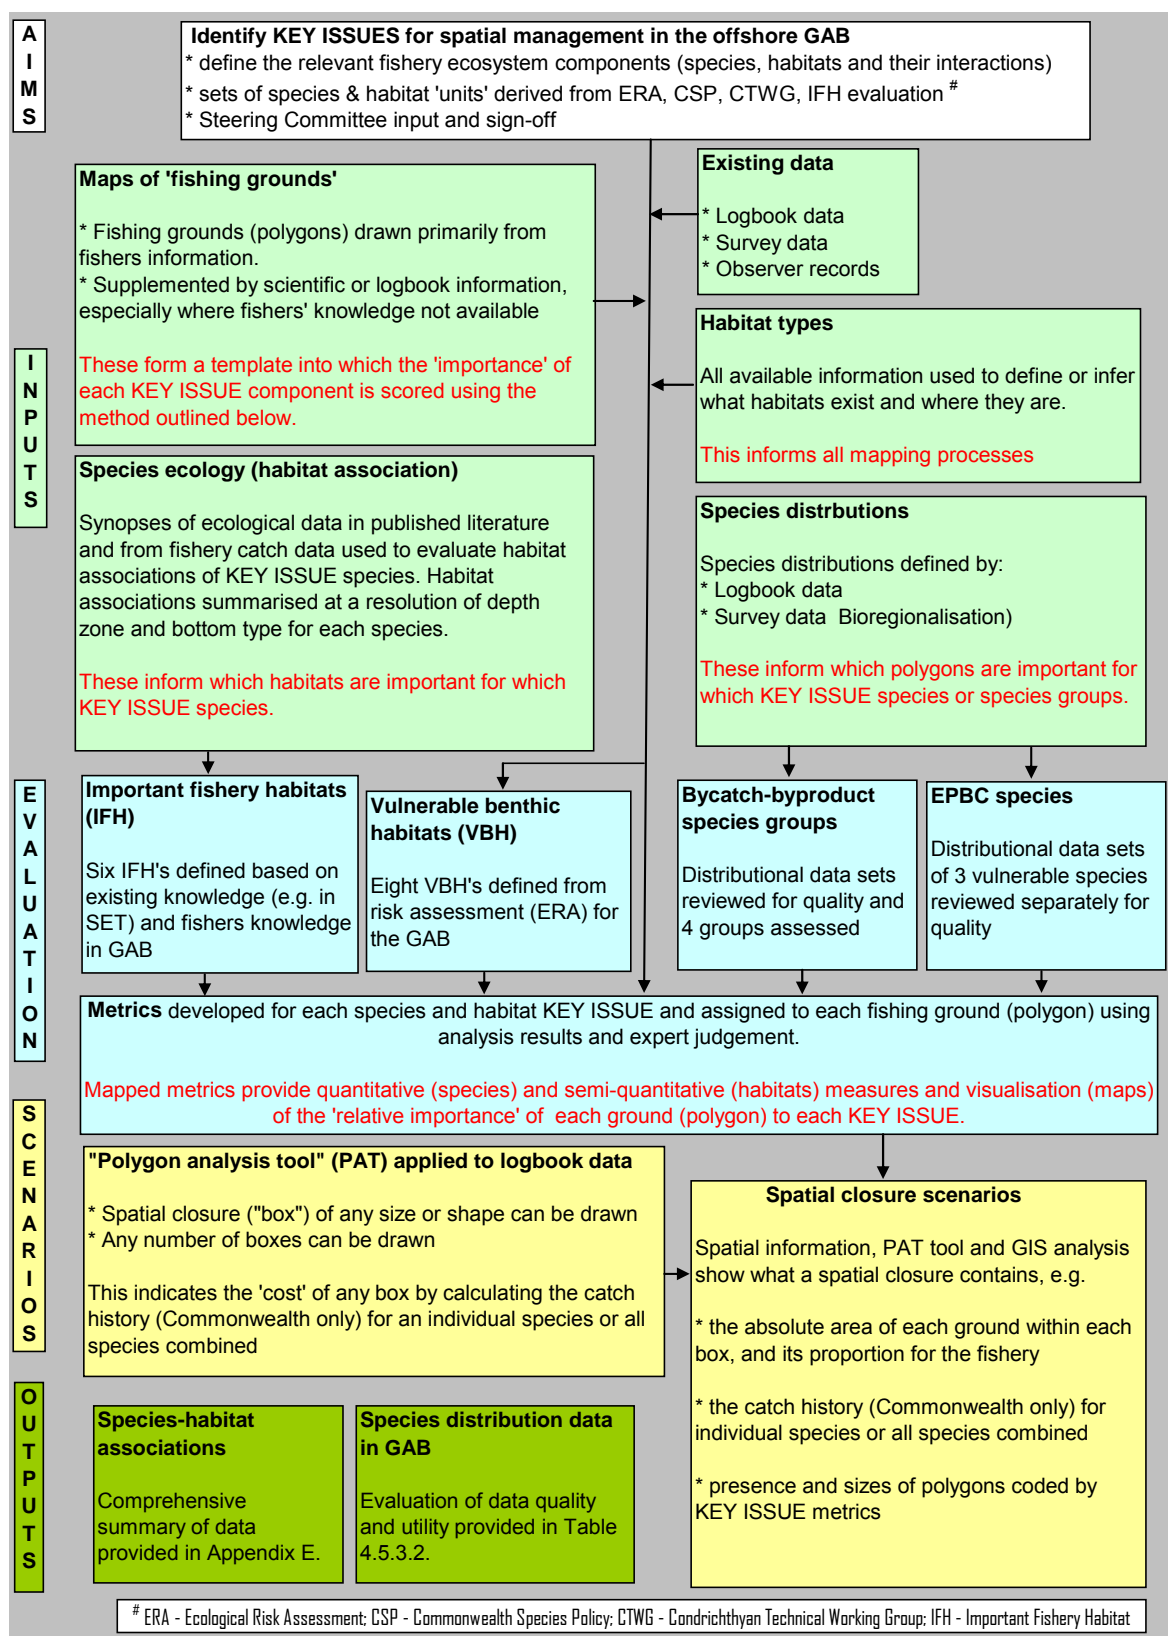 AIMS
Identify KEY ISSUES for spatial management in the offshore GAB
* define the relevant fishery ecosystem components (species, habitats and their interactions)
* sets of species & habitat 'units' derived from ERA, CSP, CTWG, IFH evaluation #
* Steering Committee input and sign-off
INPUTS
Maps of 'fishing grounds'
* Fishing grounds (polygons) drawn primarily from
fishers information.
* Supplemented by scientific or logbook information,
especially where fishers' knowledge not available
These form a template into which the 'importance' of
each KEY ISSUE component is scored using the
method outlined below.
Existing data
* Logbook data
* Survey data
* Observer records
Habitat types
All available information used to define or infer
what habitats exist and where they are.
This informs all mapping processes
Species ecology (habitat association)
Synopses of ecological data in published literature
and from fishery catch data used to evaluate habitat
associations of KEY ISSUE species. Habitat
associations summarised at a resolution of depth
zone and bottom type for each species.
These inform which habitats are important for which
KEY ISSUE species.
Species distrbutions
Species distributions defined by:
* Logbook data
* Survey data  Bioregionalisation)
These inform which polygons are important for
which KEY ISSUE species or species groups.
EVALUATION
Important fishery habitats
(IFH)
Six IFH's defined based on
existing knowledge (e.g. in
SET) and fishers knowledge
in GAB
Vulnerable benthic
habitats (VBH)
Eight VBH's defined from
risk assessment (ERA) for
the GAB
Bycatch-byproduct
species groups
Distributional data sets
reviewed for quality and
4 groups assessed
EPBC species
Distributional data sets
of 3 vulnerable species
reviewed separately for
quality
Metrics developed for each species and habitat KEY ISSUE and assigned to each fishing ground (polygon) using
analysis results and expert judgement.
Mapped metrics provide quantitative (species) and semi-quantitative (habitats) measures and visualisation (maps)
of the 'relative importance' of each ground (polygon) to each KEY ISSUE.
SCENARIOS
"Polygon analysis tool" (PAT) applied to logbook data
* Spatial closure ("box") of any size or shape can be drawn
* Any number of boxes can be drawn
This indicates the 'cost' of any box by calculating the catch
history (Commonwealth only) for an individual species or all
species combined
Spatial closure scenarios
Spatial information, PAT tool and GIS analysis
show what a spatial closure contains, e.g.
* the absolute area of each ground within each
box, and its proportion for the fishery
* the catch history (Commonwealth only) for
individual species or all species combined
* presence and sizes of polygons coded by
KEY ISSUE metrics
OUTPUTS
Species-habitat
associations
Comprehensive
summary of data
provided in Appendix E.
Species distribution data
in GAB
Evaluation of data quality
and utility provided in Table
4.5.3.2.
# ERA - Ecological Risk Assessment; CSP - Commonwealth Species Policy; CTWG - Condrichthyan Technical Working Group; IFH - Important Fishery Habitat